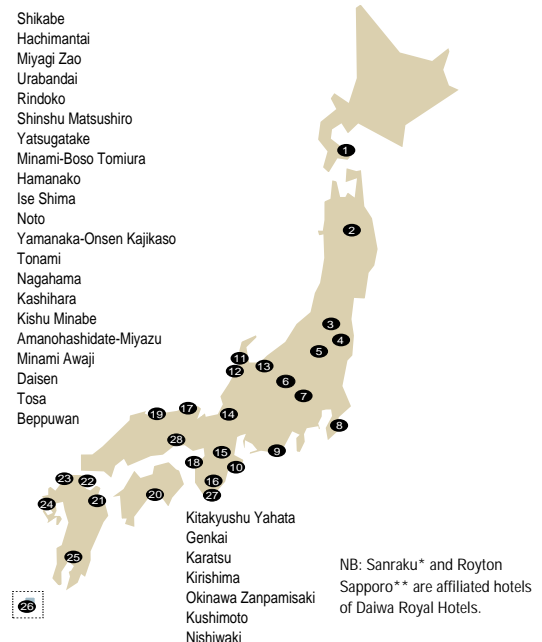 Shikabe
Hachimantai
Miyagi Zao
Urabandai
Rindoko
Shinshu Matsushiro
Yatsugatake
Minami-Boso Tomiura
Hamanako
Ise Shima
Noto
Yamanaka-Onsen Kajikaso
Tonami
Nagahama
Kashihara
Kishu Minabe
Amanohashidate-Miyazu
Minami Awaji
Daisen
Tosa
Beppuwan
1
2
3
4
5
11
13
12
6
7
19
17
14
8
28
9
15
18
10
23
22
16
24
21
20
27
25
26
Kitakyushu Yahata
Genkai
Karatsu
Kirishima
Okinawa Zanpamisaki
Kushimoto
Nishiwaki
NB: Sanraku* and Royton
Sapporo** are affiliated hotels
of Daiwa Royal Hotels.